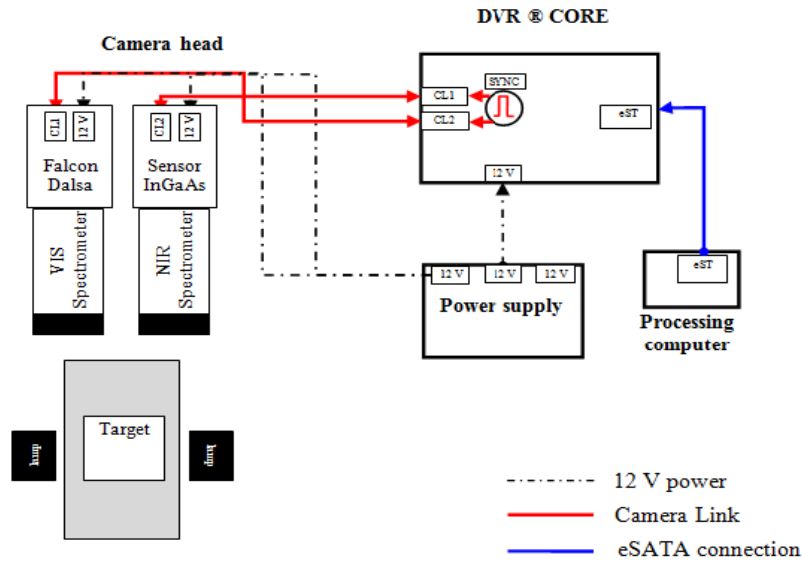 DVR ® CORE
Camera head
SYNC
CL1
CL2
eST
12 V
CL1
12 V
CL2
12 V
Falcon
Dalsa
Sensor
InGaAs
VIS
Spectrometer
NIR
Spectrometer
12 V
12 V
12 V
Power supply
eST
Processing
computer
Target
lamp
lamp
12 V power
Camera Link
eSATA connection